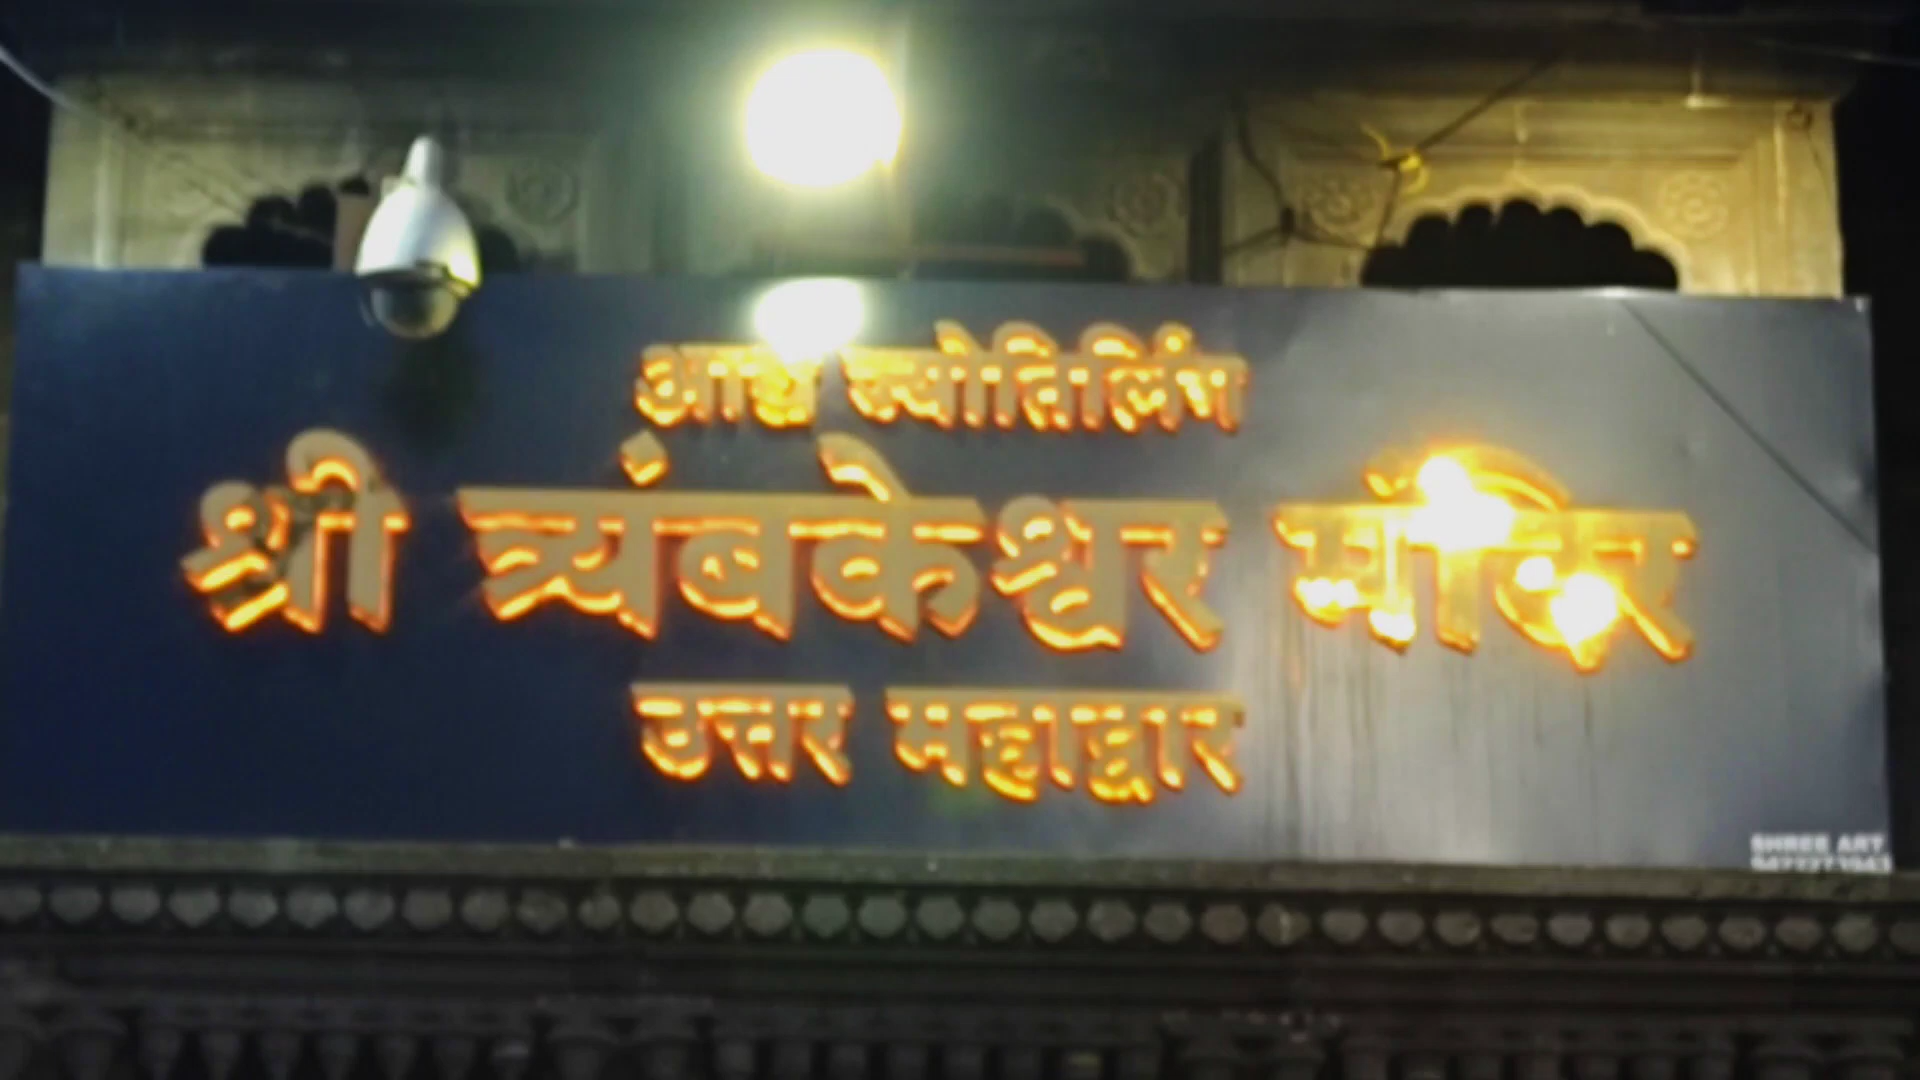 आद्य ज्योतिर्लिंग
श्री त्र्यंबकेश्वर मंदिर
उत्तर महाद्वार
SHREE ART